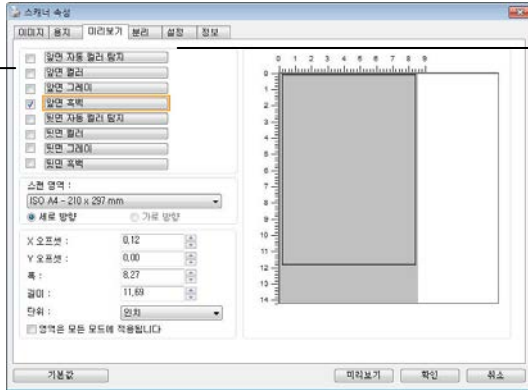 스캐너 속성
이미지 용지 미리보기 분리 설정 정보
앞면 자동 컬러 탐지
앞면 컬러
앞면 그레이
앞면 흑백
뒷면 자동 컬러 탐지
뒷면 컬러
뒷면 그레이
뒷면 흑백
스캔 영역 :
ISO A4 - 210 x 297 mm
세로 방향 가로 방향
X 오프셋 : 0,12
Y 오프셋 : 0,00
폭 : 8,27
길이 : 11,69
단위 : 인치
영역은 모든 모드에 적용됩니다
0 1 2 3 4 5 6 7 8 9
0
1
2
3
4
5
6
7
8
9
10
11
12
13
14
기본값 미리보기 확인 취소